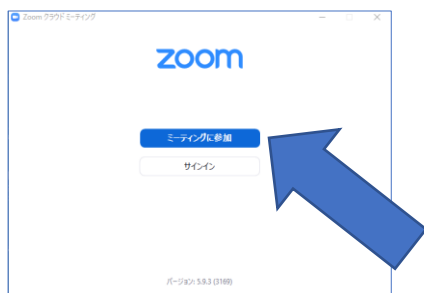 Zoom クラウド ミーティング
zoom
ミーティングに参加
サインイン
バージョン: 5.9.3 (3169)